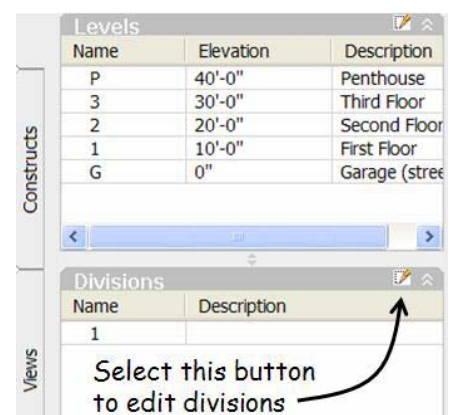 Levels
Name Elevation Description
P 40'-0" Penthouse
3 30'-0" Third Floor
2 20'-0" Second Floor
1 10'-0" First Floor
G 0" Garage (stree
Constructs
Divisions
Name Description
1
Views
Select this button
to edit divisions